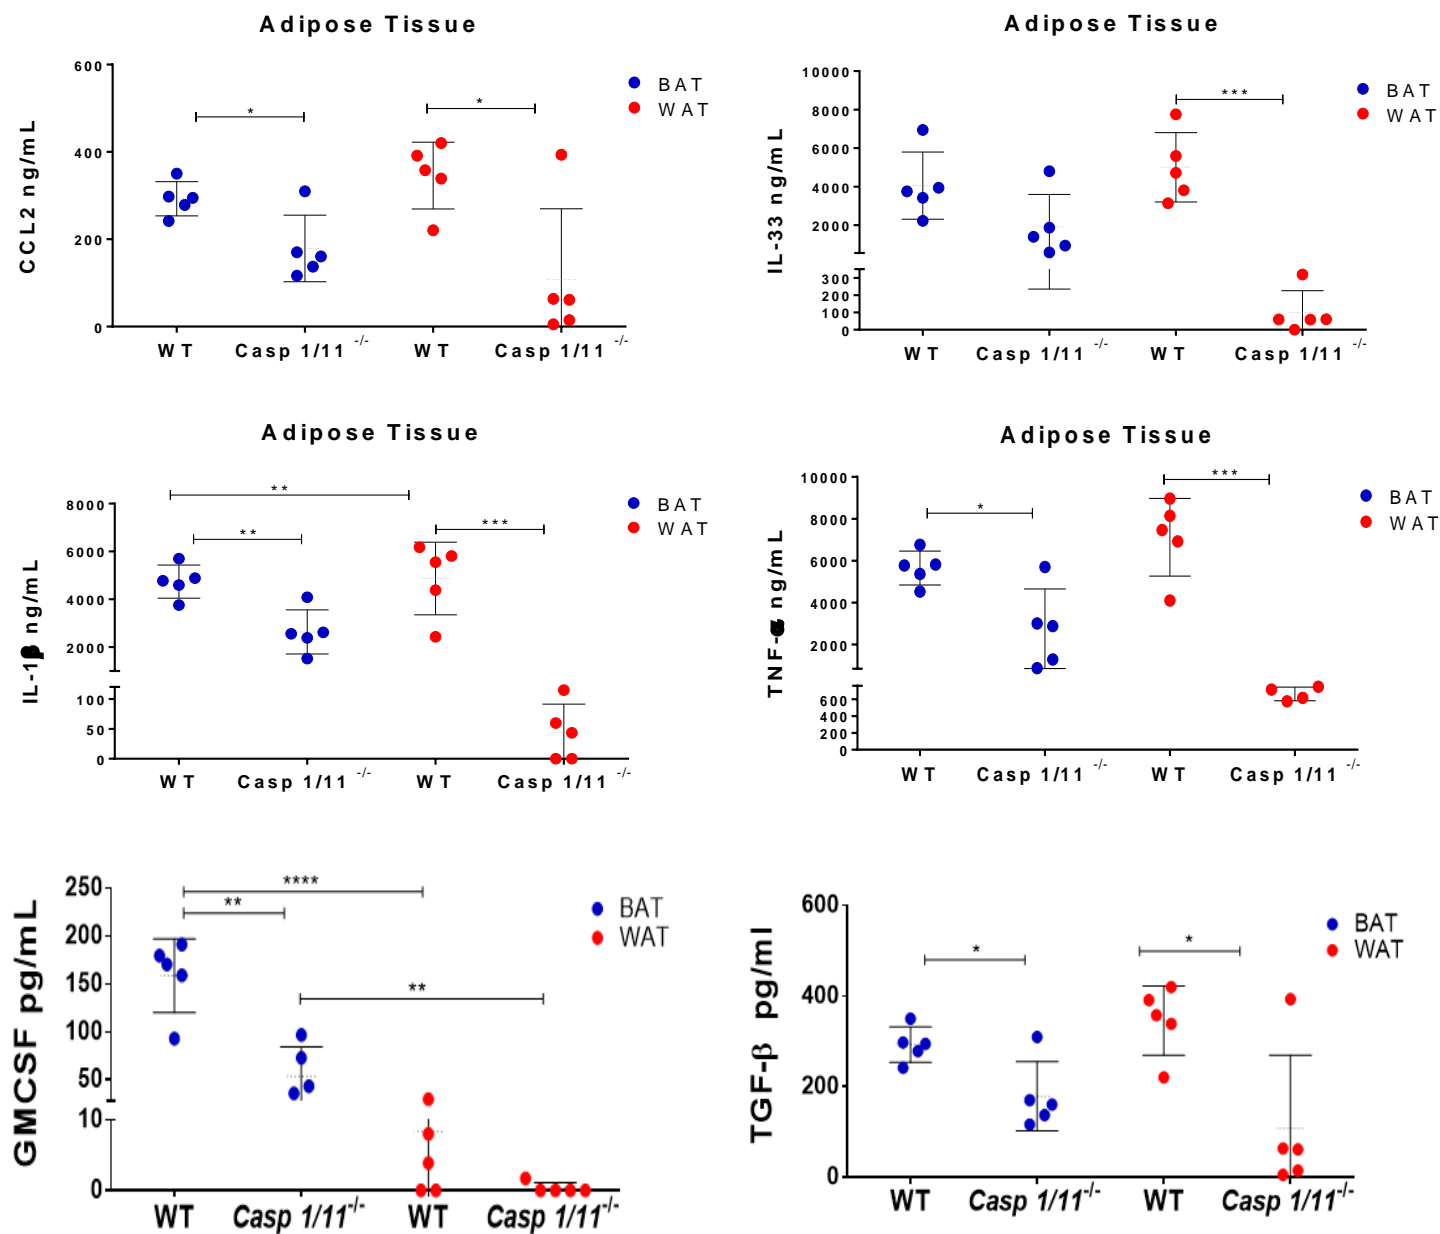 Adipose Tissue
CCL2 ng/mL
600
400
200
0
*
*
BAT
WAT
WT
Casp 1/11 -/-
WT
Casp 1/11 -/-
Adipose Tissue
IL-33 ng/mL
10000
8000
6000
4000
2000
300
200
100
0
***
BAT
WAT
WT
Casp 1/11 -/-
WT
Casp 1/11 -/-
Adipose Tissue
IL-1β ng/mL
8000
6000
4000
2000
100
50
0
**
**
***
BAT
WAT
WT
Casp 1/11 -/-
WT
Casp 1/11 -/-
Adipose Tissue
TNF-α ng/mL
10000
8000
6000
4000
2000
600
400
200
0
*
***
BAT
WAT
WT
Casp 1/11 -/-
WT
Casp 1/11 -/-
GMCSF pg/mL
250
200
150
100
50
10
0
****
**
**
BAT
WAT
WT
Casp 1/11-/-
WT
Casp 1/11-/-
TGF-β pg/ml
600
400
200
0
*
*
BAT
WAT
WT
Casp 1/11-/-
WT
Casp 1/11-/-